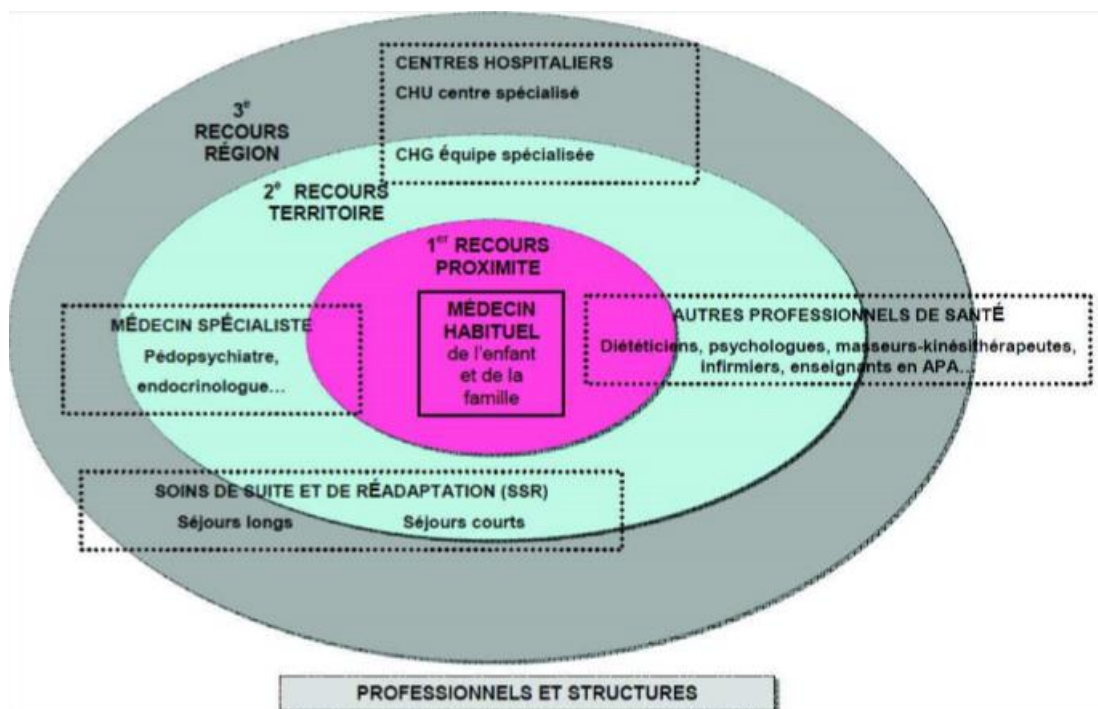 CENTRES HOSPITALIERS
CHU centre spécialisé
CHG équipe spécialisée
3e
RECOURS
RÉGION
2e RECOURS
TERRITOIRE
1er RECOURS
PROXIMITE
MÉDECIN
HABITUEL
de l'enfant
et de la
famille
MÉDECIN SPÉCIALISTE
Pédopsychiatre,
endocrinologue...
AUTRES PROFESSIONNELS DE SANTÉ
Diététiciens, psychologues, masseurs-kinésithérapeutes,
infirmiers, enseignants en APA...
SOINS DE SUITE ET DE RÉADAPTATION (SSR)
Séjours longs Séjours courts
PROFESSIONNELS ET STRUCTURES